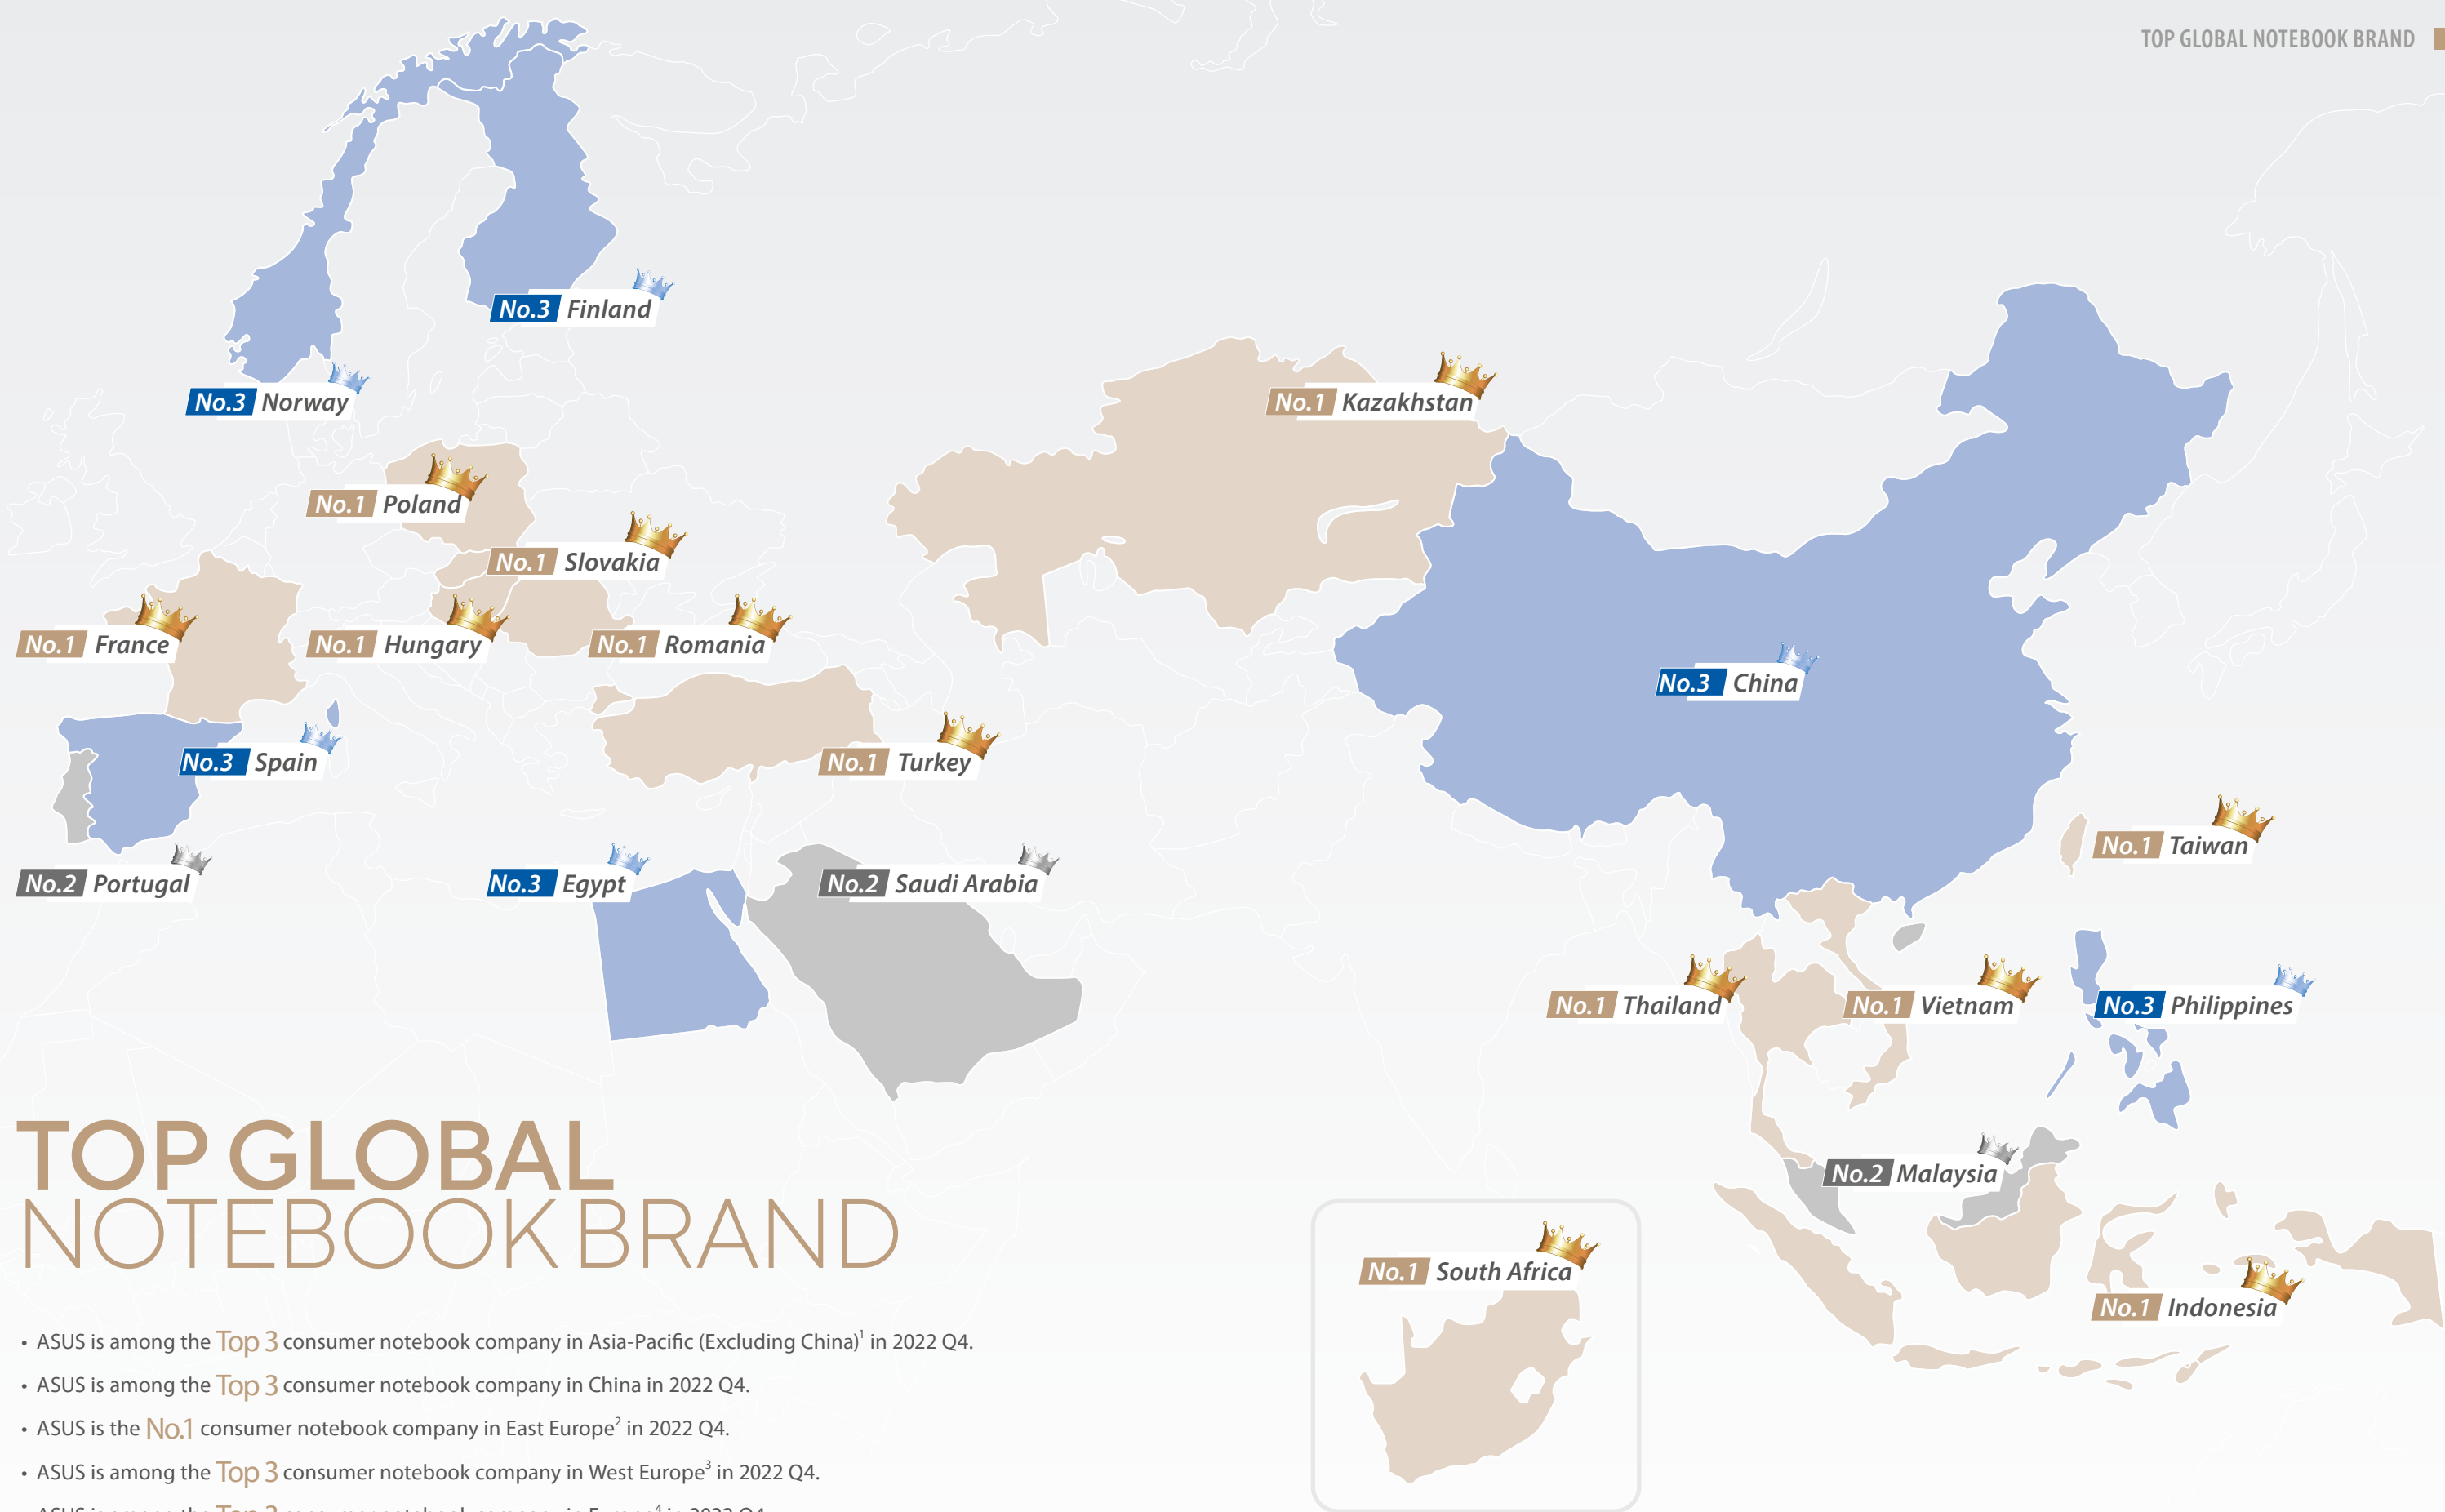 TOP GLOBAL NOTEBOOK BRAND
No.3 Finland
No.3 Norway
No.1 Kazakhstan
No.1 Poland
No.1 Slovakia
No.1 France
No.1 Hungary
No.1 Romania
No.3 China
No.3 Spain
No.1 Turkey
No.1 Taiwan
No.2 Portugal
No.3 Egypt
No.2 Saudi Arabia
No.1 Thailand
No.1 Vietnam
No.3 Philippines
No.2 Malaysia
No.1 South Africa
No.1 Indonesia
TOP GLOBAL
NOTEBOOK BRAND
• ASUS is among the Top 3 consumer notebook company in Asia-Pacific (Excluding China)1 in 2022 Q4.
• ASUS is among the Top 3 consumer notebook company in China in 2022 Q4.
• ASUS is the No.1 consumer notebook company in East Europe2 in 2022 Q4.
• ASUS is among the Top 3 consumer notebook company in West Europe3 in 2022 Q4.